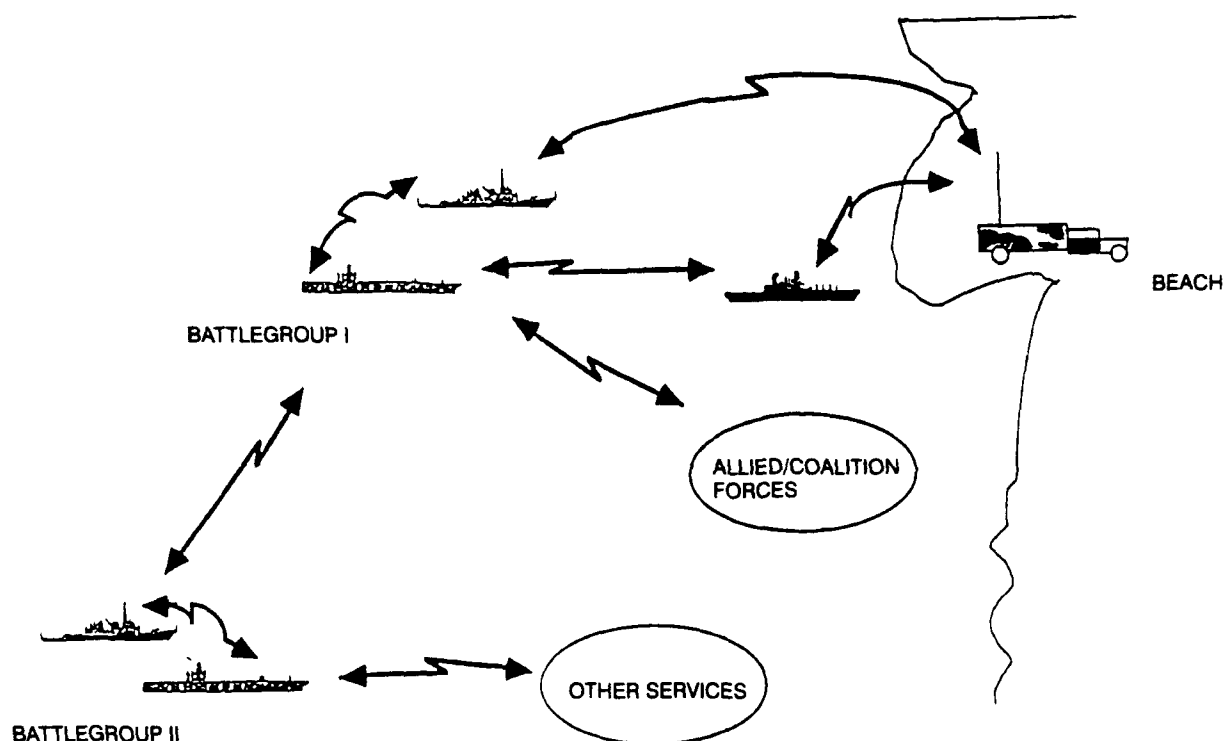 BEACH
BATTLEGROUP I
ALLIED/COALITION
FORCES
OTHER SERVICES
BATTLEGROUP II